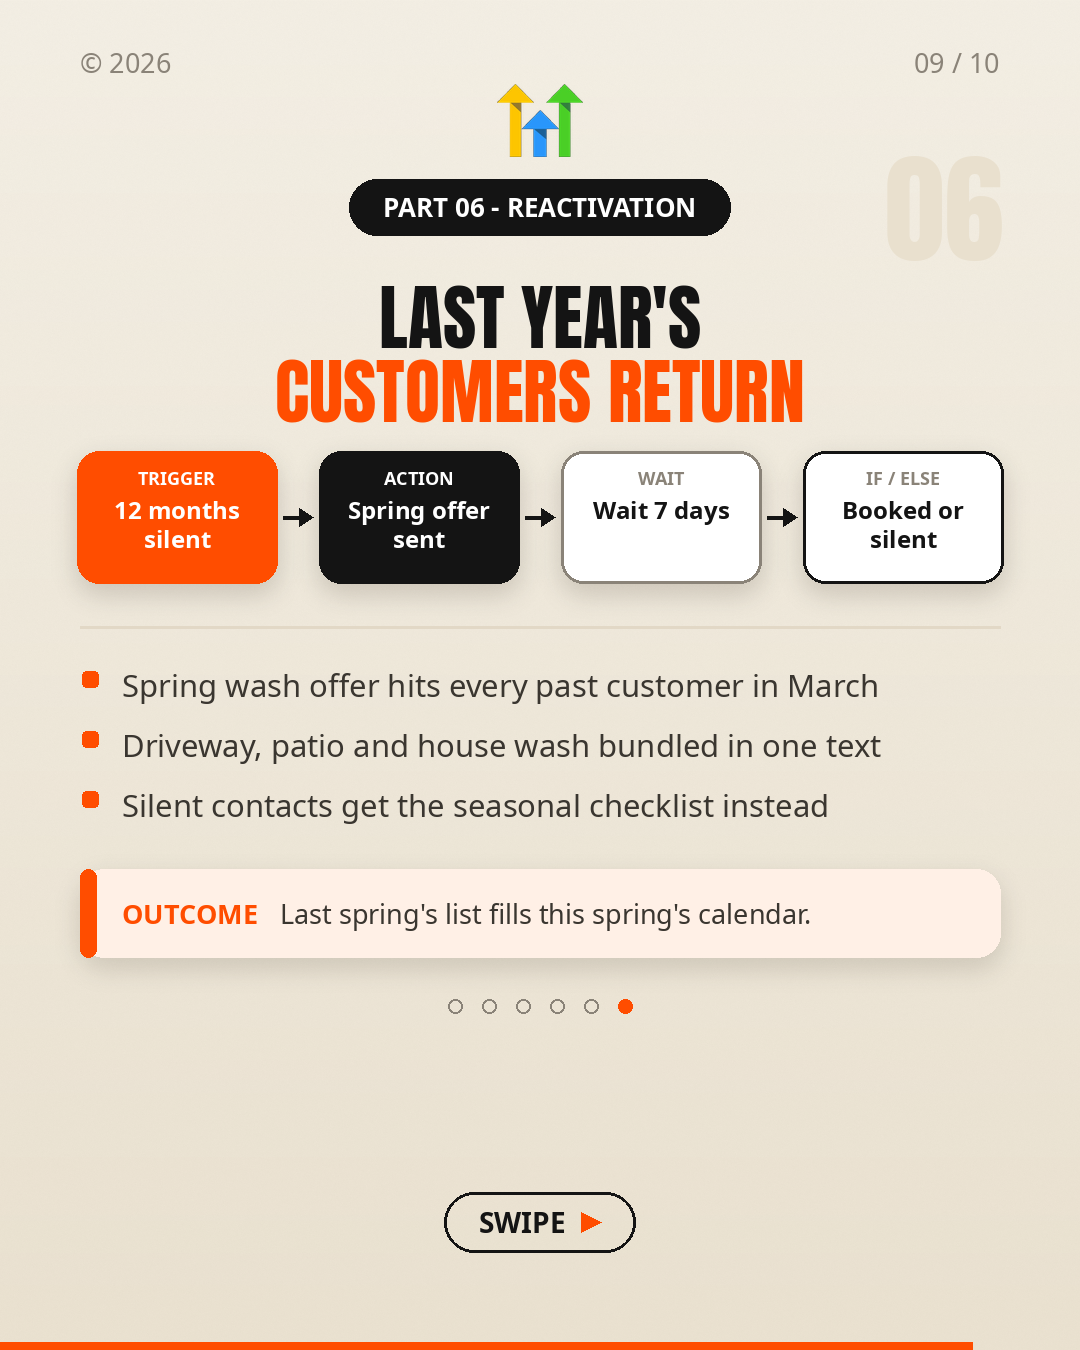 © 2026
09 / 10
06
PART 06 - REACTIVATION
LAST YEAR'S
CUSTOMERS RETURN
TRIGGER
12 months
silent
ACTION
Spring offer
sent
WAIT
Wait 7 days
IF / ELSE
Booked or
silent
Spring wash offer hits every past customer in March
Driveway, patio and house wash bundled in one text
Silent contacts get the seasonal checklist instead
OUTCOME Last spring's list fills this spring's calendar.
SWIPE